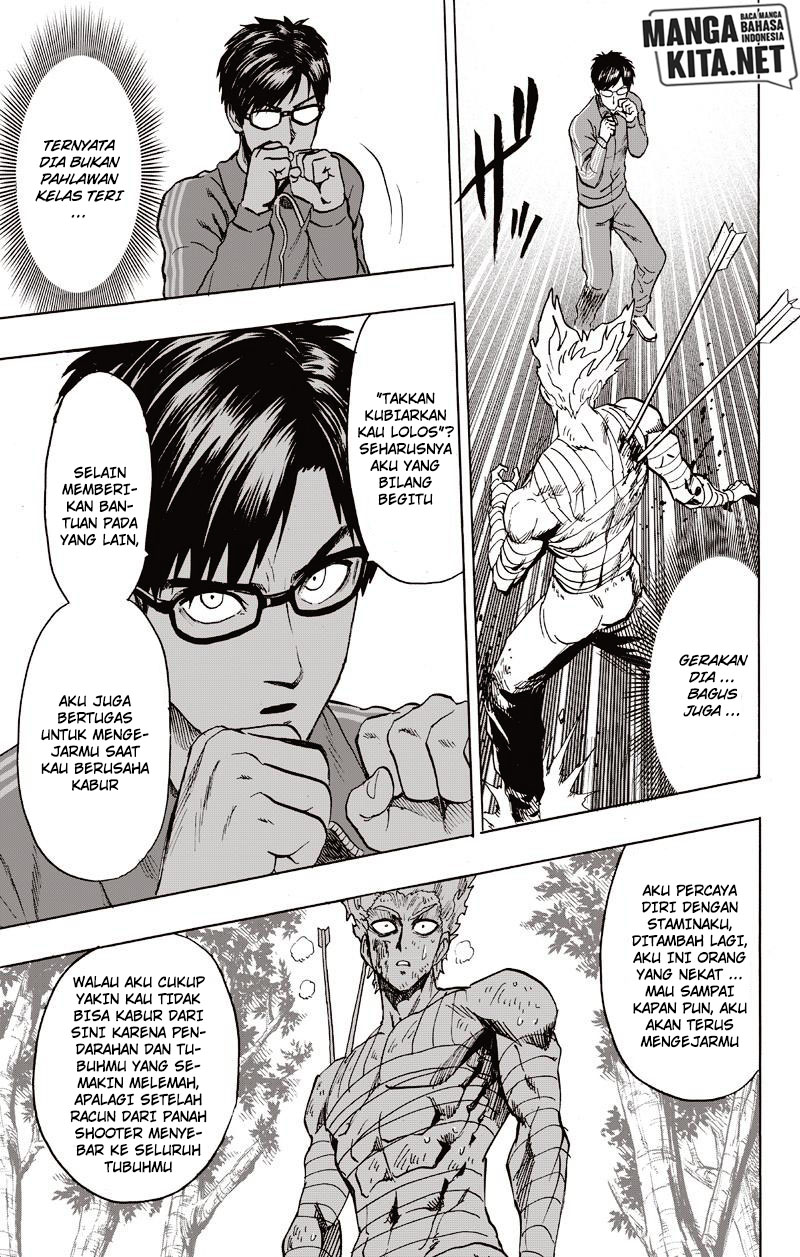 MANGA
KITA.NET
BACA MANGA
BAHASA
INDONESIA
GERAKAN
DIA ...
BAGUS
JUGA ...
TERNYATA
DIA BUKAN
PAHLAWAN
KELAS TERI
...
"TAKKAN
KUBIARKAN
KAU LOLOS"?
SEHARUSNYA
AKU YANG
BILANG
BEGITU
SELAIN
MEMBERI-
KAN BAN-
TUAN PADA
YANG LAIN,
AKU JUGA
BERTUGAS
UNTUK MENGE-
JARMU SAAT
KAU BERUSAHA
KABUR
AKU PERCAYA
DIRI DENGAN
STAMINAKU,
DITAMBAH LAGI,
AKU INI ORANG
YANG NEKAT ...
MAU SAMPAI
KAPAN PUN, AKU
AKAN TERUS
MENGEJARMU
WALAU AKU CUKUP
YAKIN KAU TIDAK
BISA KABUR DARI
SINI KARENA PEN-
DARAHAN DAN TU-
BUHMU YANG SE-
MAKIN MELEMAH,
APALAGI SETELAH
RACUN DARI PANAH
SHOOTER MENYE-
BAR KE SELURUH
TUBUHMU